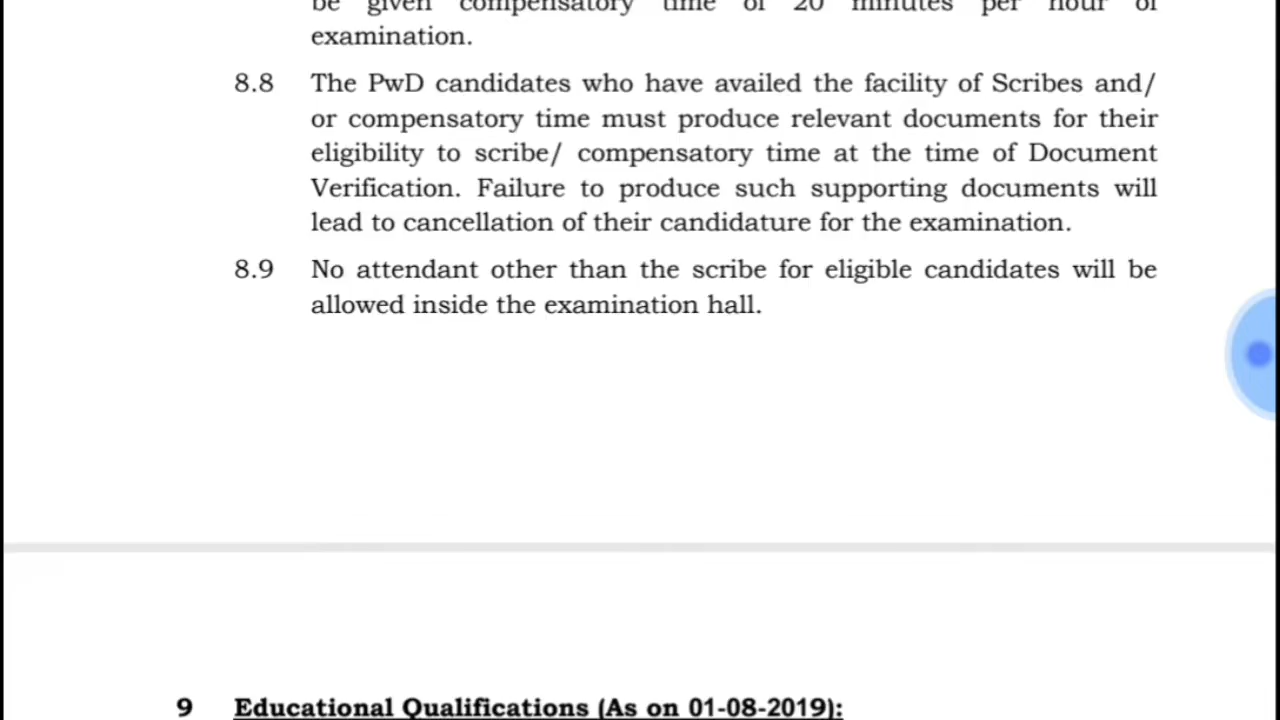 be given compensatory time of 20 minutes per hour of
examination.
8.8 The PwD candidates who have availed the facility of Scribes and/
or compensatory time must produce relevant documents for their
eligibility to scribe/ compensatory time at the time of Document
Verification. Failure to produce such supporting documents will
lead to cancellation of their candidature for the examination.
8.9 No attendant other than the scribe for eligible candidates will be
allowed inside the examination hall.
9 Educational Qualifications (As on 01-08-2019):